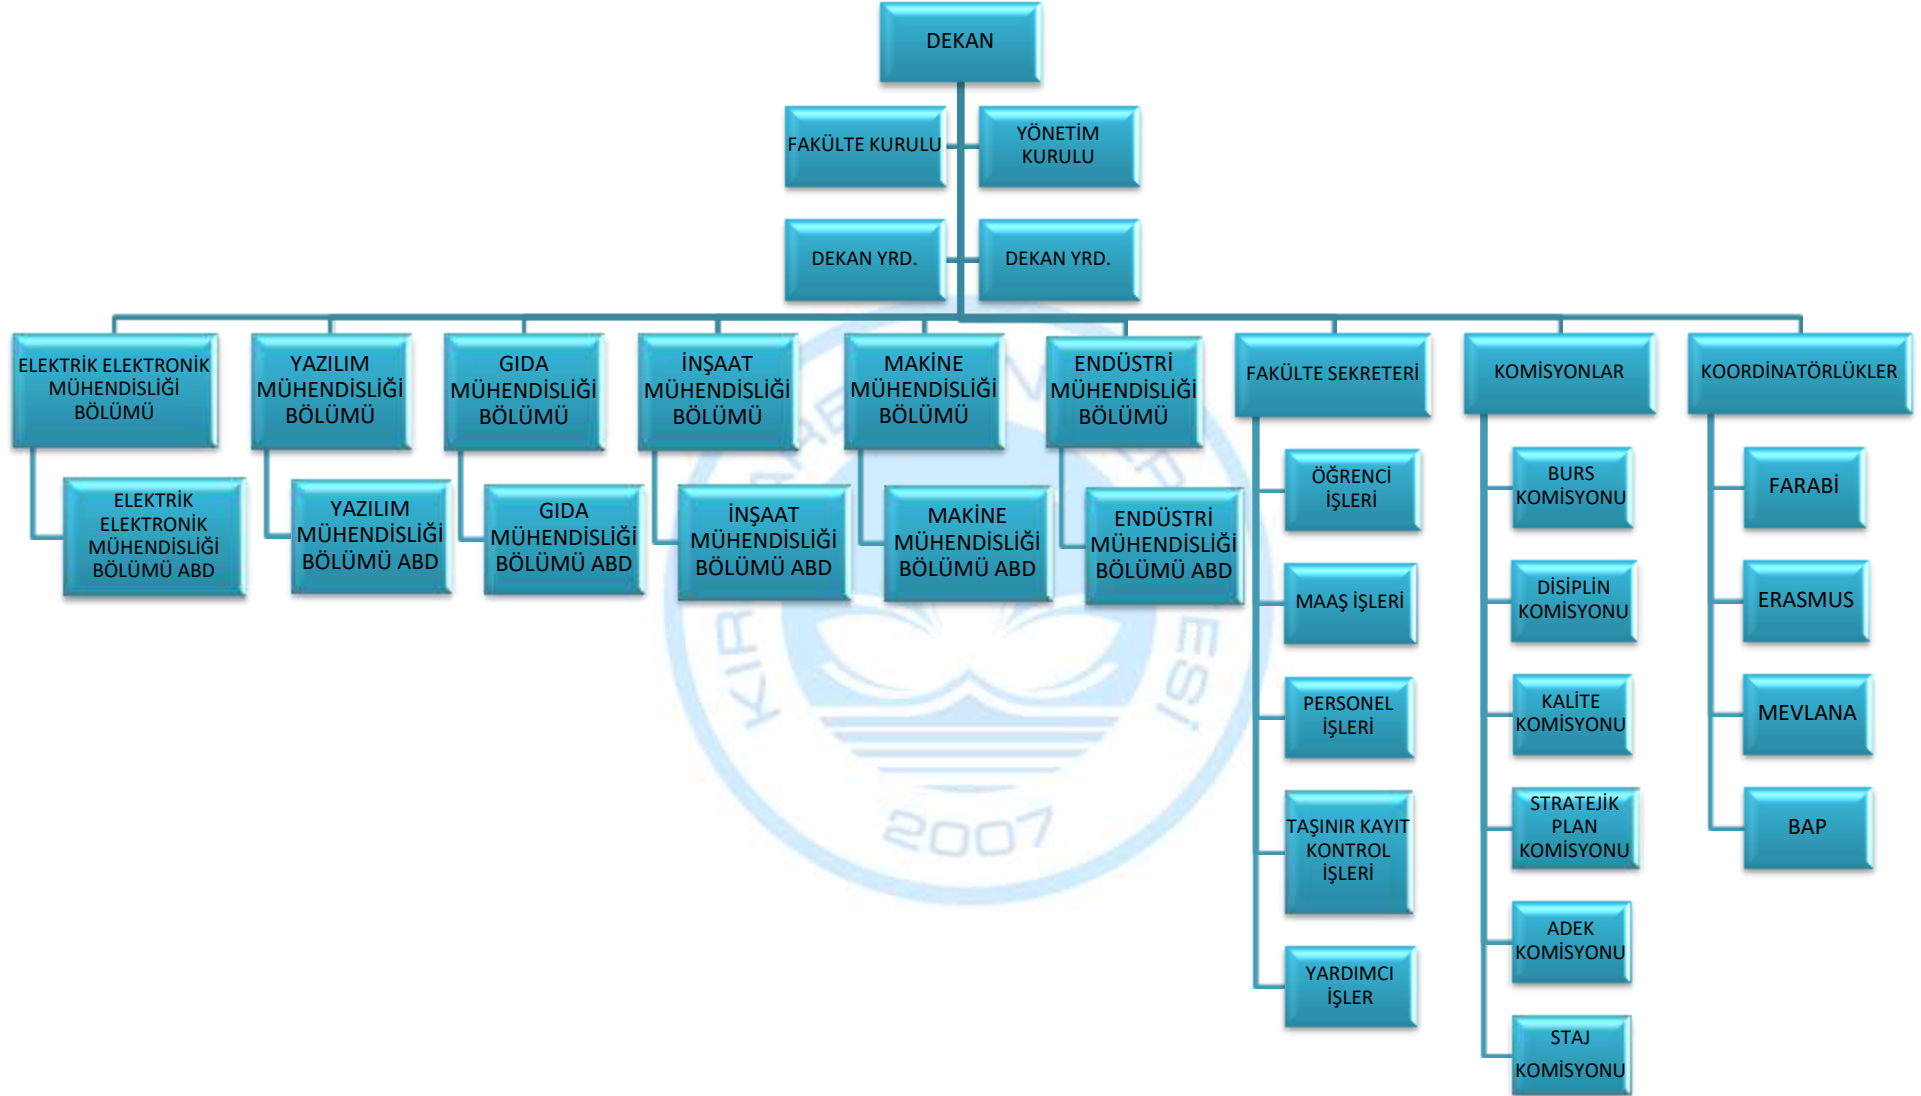 DEKAN
FAKÜLTE KURULU
YÖNETİM
KURULU
DEKAN YRD.
DEKAN YRD.
ELEKTRİK ELEKTRONİK
MÜHENDİSLİĞİ
BÖLÜMÜ
YAZILIM
MÜHENDİSLİĞİ
BÖLÜMÜ
GIDA
MÜHENDİSLİĞİ
BÖLÜMÜ
İNŞAAT
MÜHENDİSLİĞİ
BÖLÜMÜ
MAKİNE
MÜHENDİSLİĞİ
BÖLÜMÜ
ENDÜSTRİ
MÜHENDİSLİĞİ
BÖLÜMÜ
FAKÜLTE SEKRETERİ
KOMİSYONLAR
KOORDİNATÖRLÜKLER
ELEKTRİK
ELEKTRONİK
MÜHENDİSLİĞİ
BÖLÜMÜ ABD
YAZILIM
MÜHENDİSLİĞİ
BÖLÜMÜ ABD
GIDA
MÜHENDİSLİĞİ
BÖLÜMÜ ABD
İNŞAAT
MÜHENDİSLİĞİ
BÖLÜMÜ ABD
MAKİNE
MÜHENDİSLİĞİ
BÖLÜMÜ ABD
ENDÜSTRİ
MÜHENDİSLİĞİ
BÖLÜMÜ ABD
ÖĞRENCİ
İŞLERİ
MAAŞ İŞLERİ
PERSONEL
İŞLERİ
TAŞINIR KAYIT
KONTROL
İŞLERİ
YARDIMCI
İŞLER
BURS
KOMİSYONU
DİSİPLİN
KOMİSYONU
KALİTE
KOMİSYONU
STRATEJİK
PLAN
KOMİSYONU
ADEK
KOMİSYONU
STAJ
KOMİSYONU
FARABİ
ERASMUS
MEVLANA
BAP
2007